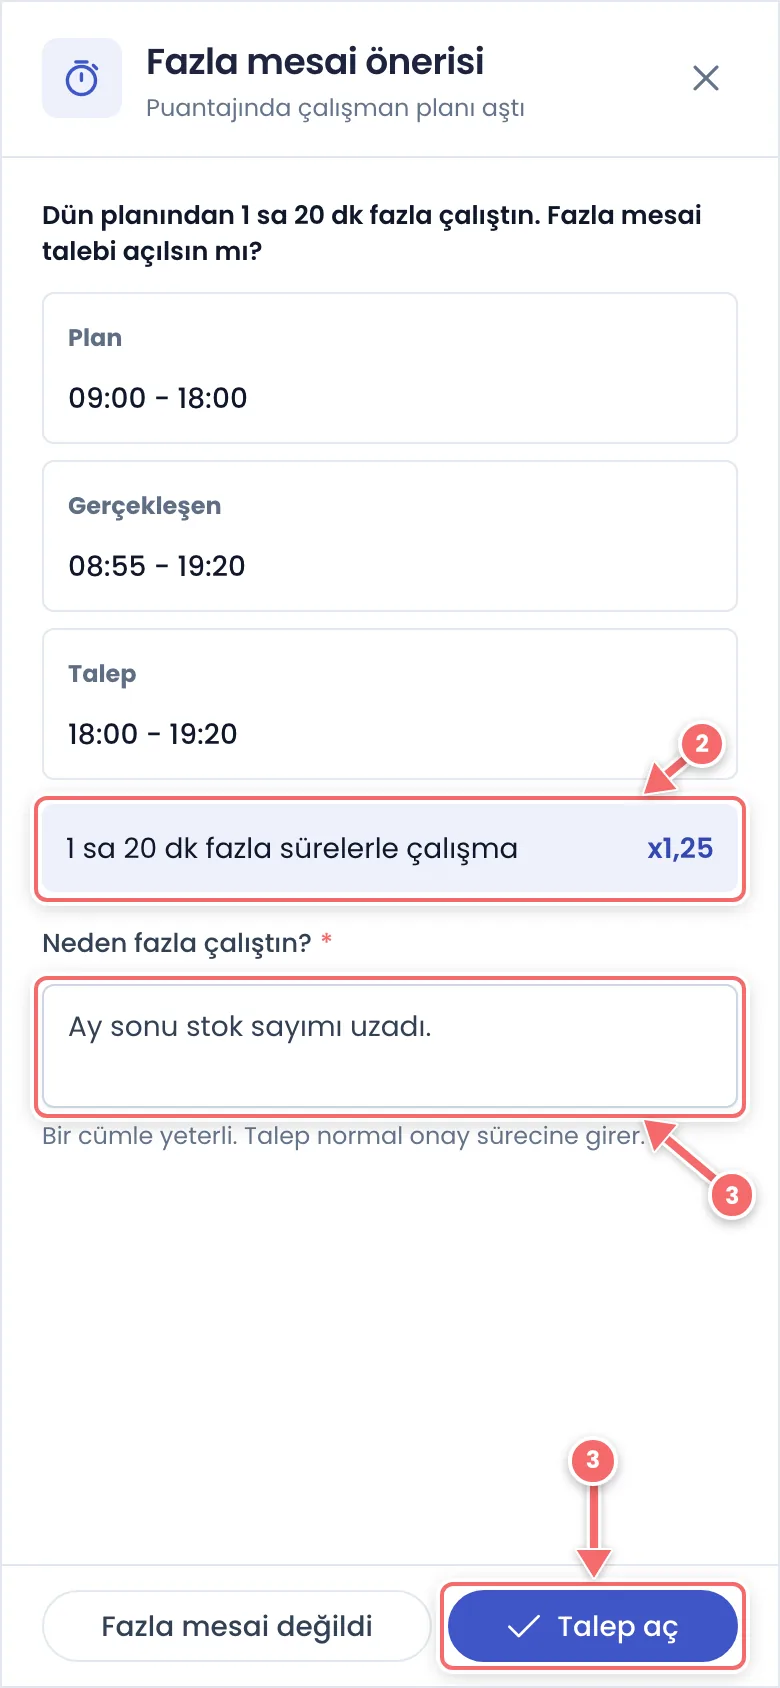 Fazla mesai önerisi
Puantajında çalışman planı aştı
Dün planından 1 sa 20 dk fazla çalıştın. Fazla mesai
talebi açılsın mı?
Plan
09:00 - 18:00
Gerçekleşen
08:55 - 19:20
Talep
18:00 - 19:20
2
1 sa 20 dk fazla sürelerle çalışma x1,25
Neden fazla çalıştın? *
Ay sonu stok sayımı uzadı.
Bir cümle yeterli. Talep normal onay sürecine girer.
3
3
Fazla mesai değildi
Talep aç